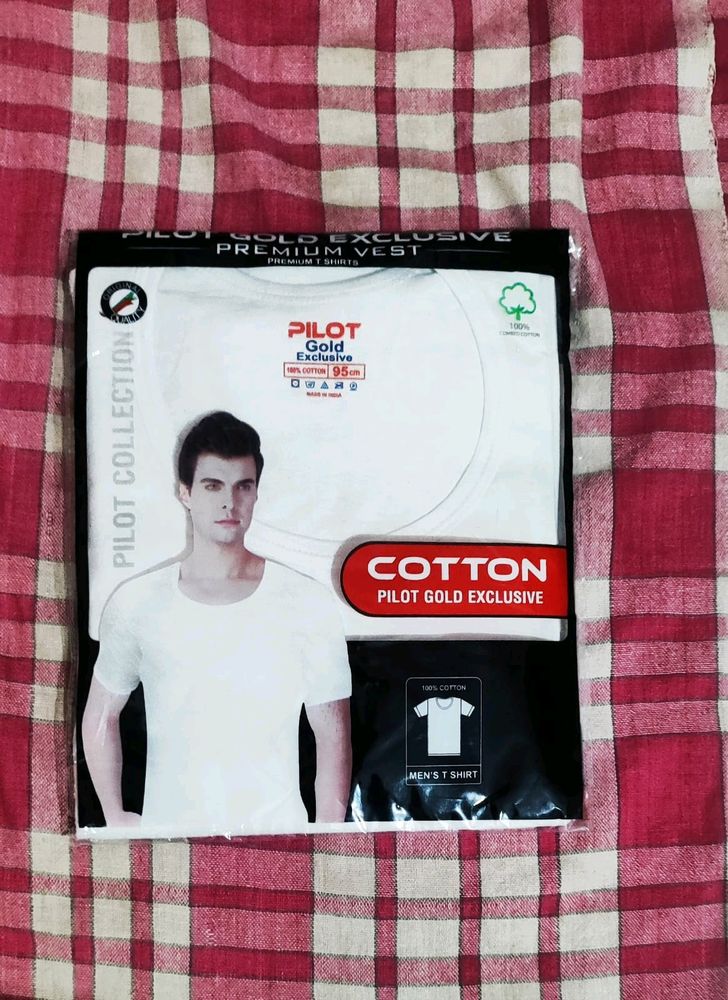 PILOT GOLD EXCLUSIVE
PREMIUM VEST
PREMIUM T SHIRTS
ORIGINAL
QUALITY
PILOT COLLECTION
PILOT
Gold
Exclusive
100% COTTON 95cm
MADE IN INDIA
100%
COMBED COTTON
COTTON
PILOT GOLD EXCLUSIVE
100% COTTON
MEN'S T SHIRT